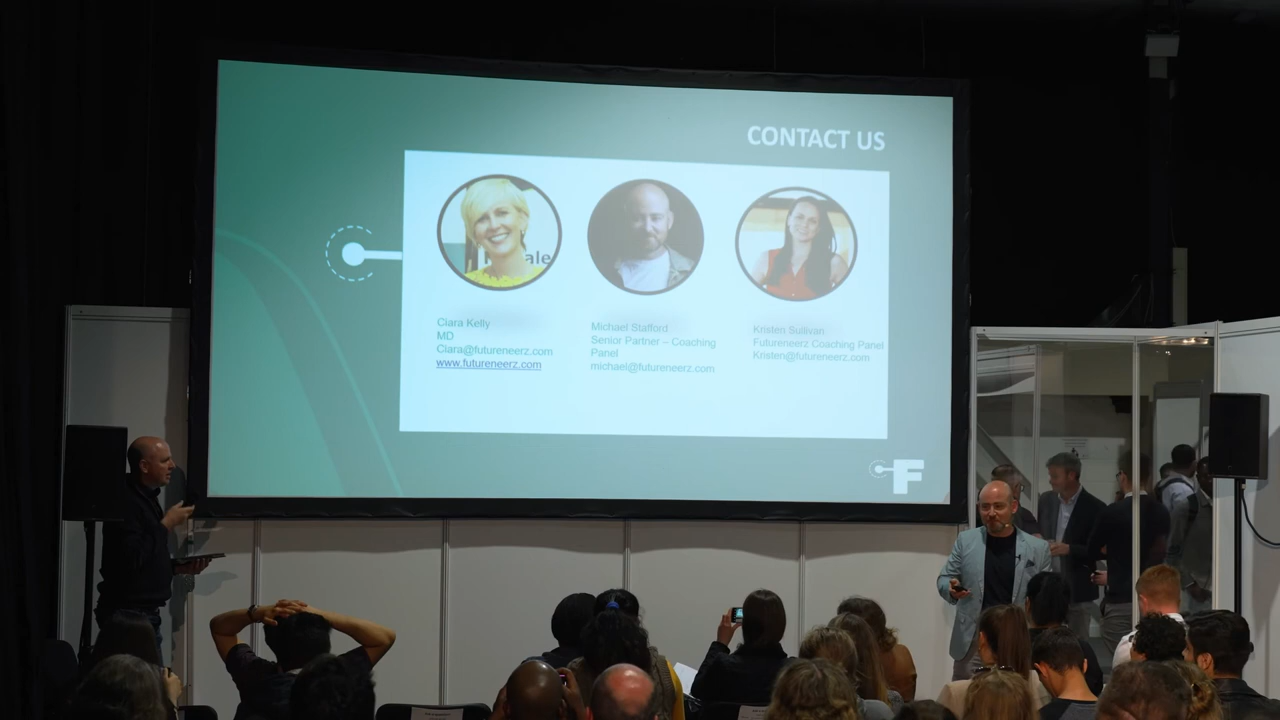 CONTACT US
ale
Ciara Kelly
MD
Ciara@futureneerz.com
www.futureneerz.com
Michael Stafford
Senior Partner – Coaching
Panel
michael@futureneerz.com
Kristen Sullivan
Futureneerz Coaching Panel
Kristen@futureneerz.com
F